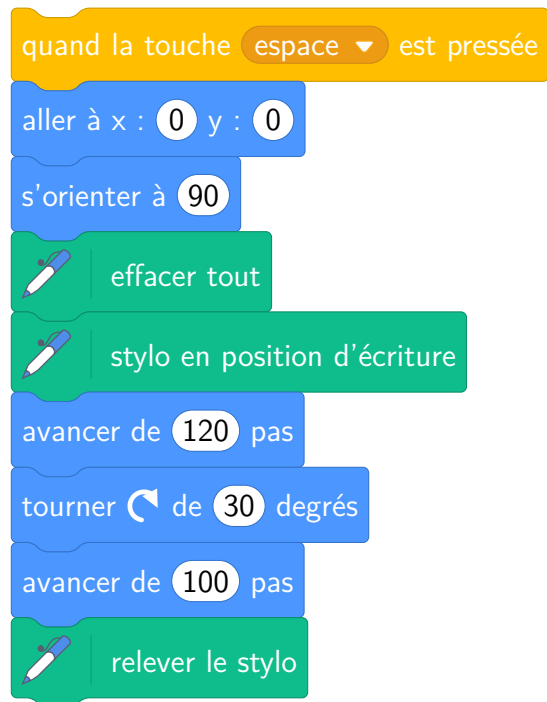 quand la touche espace est pressée
aller à x : 0 y : 0
s'orienter à 90
effacer tout
stylo en position d'écriture
avancer de 120 pas
tourner de 30 degrés
avancer de 100 pas
relever le stylo